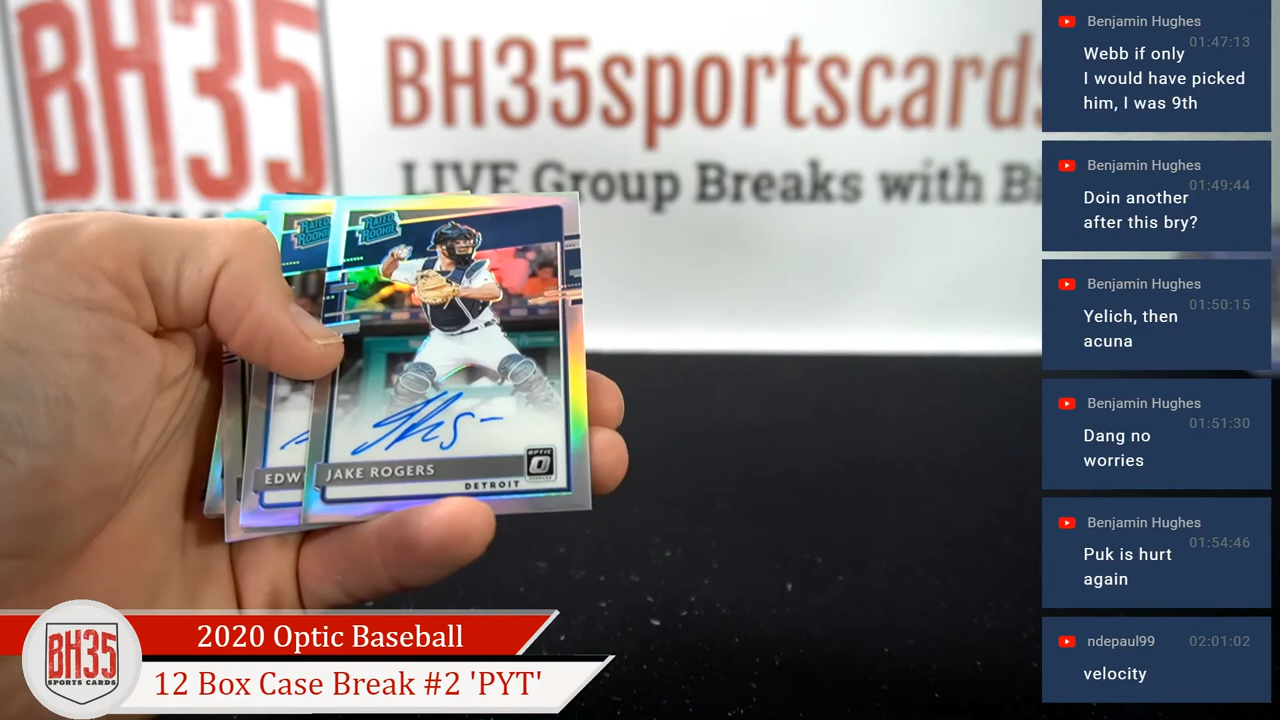 BH35
BH35sportscards
LIVE Group Breaks with
RATED ROOKIE
RATED ROOKIE
JAKE ROGERS
DETROIT
OPTIC
EDWI
2020 Optic Baseball
12 Box Case Break #2 'PYT'
BH35
SPORTS CARDS
Benjamin Hughes
01:47:13
Webb if only
I would have picked
him, I was 9th
Benjamin Hughes
01:49:44
Doin another
after this bry?
Benjamin Hughes
01:50:15
Yelich, then
acuna
Benjamin Hughes
01:51:30
Dang no
worries
Benjamin Hughes
01:54:46
Puk is hurt
again
ndepaul99 02:01:02
velocity